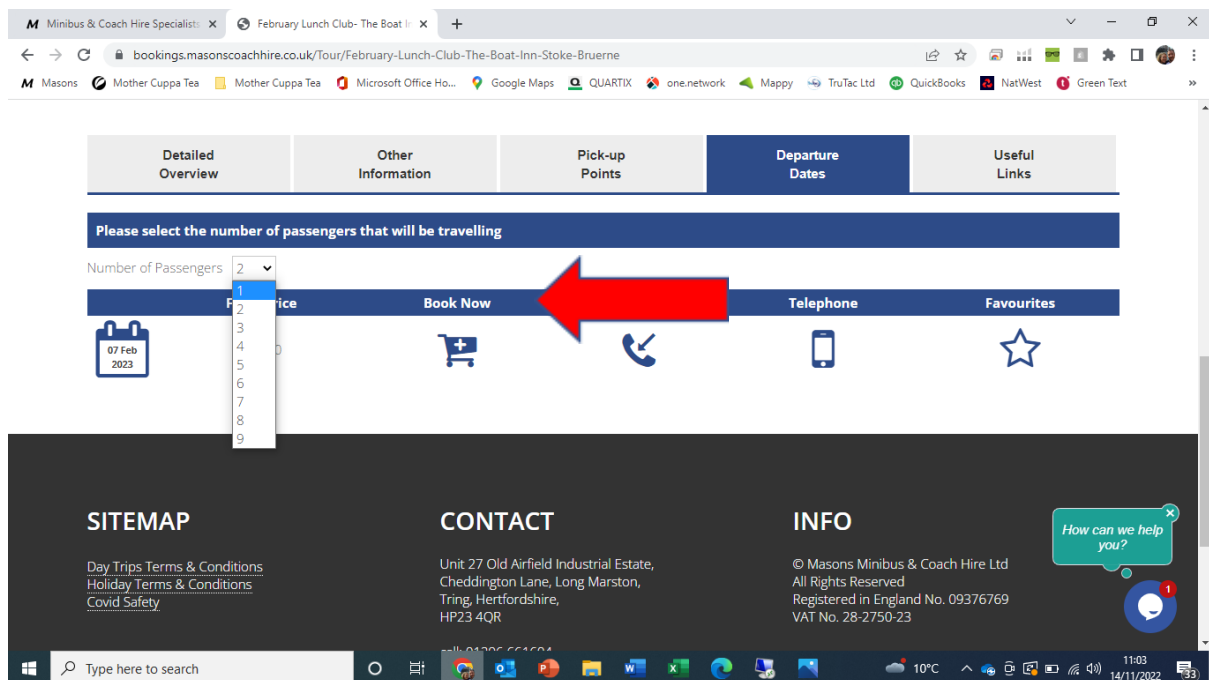 Minibus & Coach Hire Specialists
February Lunch Club- The Boat I
bookings.masonscoachhire.co.uk/Tour/February-Lunch-Club-The-Boat-Inn-Stoke-Bruerne
Masons Mother Cuppa Tea Mother Cuppa Tea Microsoft Office Ho... Google Maps QUARTIX one.network Mappy TruTac Ltd QuickBooks NatWest Green Text »
Detailed
Overview
Other
Information
Pick-up
Points
Departure
Dates
Useful
Links
Please select the number of passengers that will be travelling
Number of Passengers 2
1
2
3
4
5
6
7
8
9
Book Now
Telephone
Favourites
07 Feb
2023
SITEMAP
Day Trips Terms & Conditions
Holiday Terms & Conditions
Covid Safety
CONTACT
Unit 27 Old Airfield Industrial Estate,
Cheddington Lane, Long Marston,
Tring, Hertfordshire,
HP23 4QR
INFO
© Masons Minibus & Coach Hire Ltd
All Rights Reserved
Registered in England No. 09376769
VAT No. 28-2750-23
How can we help
you?
1
Type here to search
10°C
11:03
14/11/2022
33